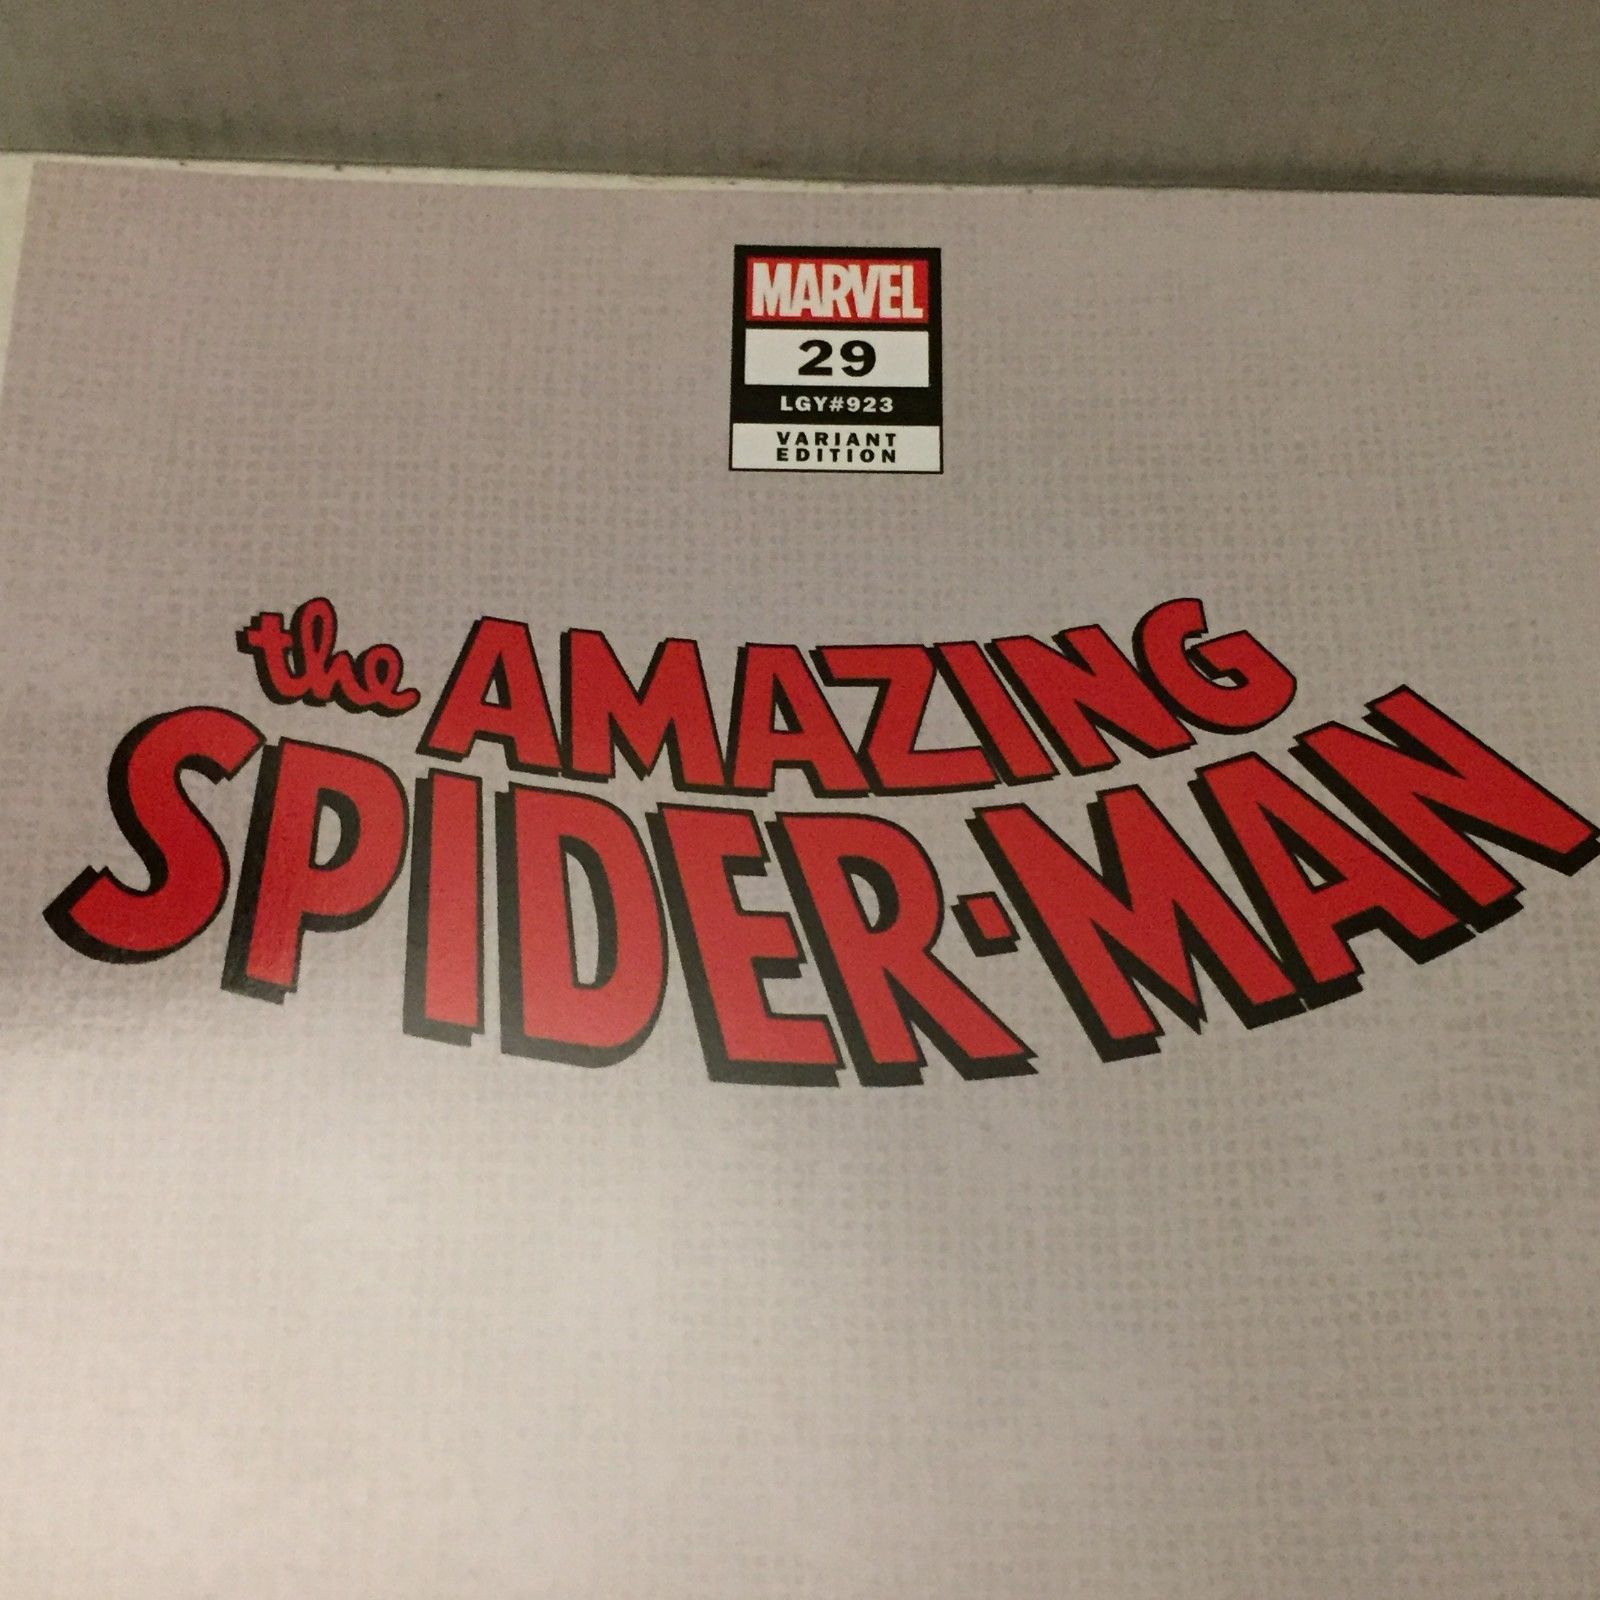 MARVEL
29
LGY#923
VARIANT
EDITION
the AMAZING
SPIDER-MAN